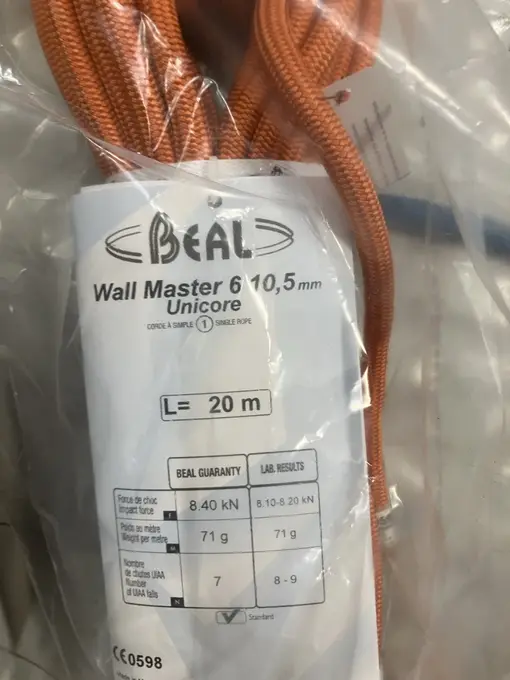 BEAL
Wall Master 6 10,5 mm
Unicore
CORDE À SIMPLE 1 SINGLE ROPE
L= 20 m
BEAL GUARANTY LAB. RESULTS
Force de choc
Impact force F 8.40 kN 8.10-8.20 kN
Poids au mètre
Weight per metre M 71 g 71 g
Nombre
de chutes UIAA
Number
of UIAA falls N 7 8 - 9
Standard
CE0598